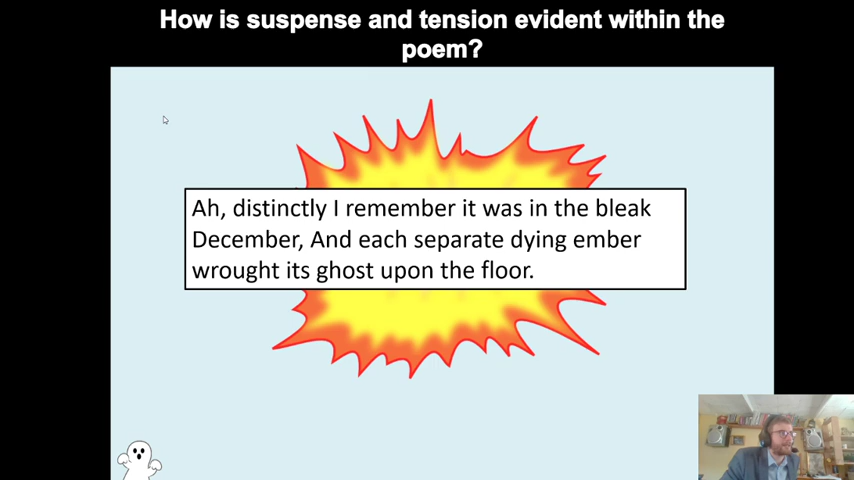 How is suspense and tension evident within the
poem?
Ah, distinctly I remember it was in the bleak
December, And each separate dying ember
wrought its ghost upon the floor.